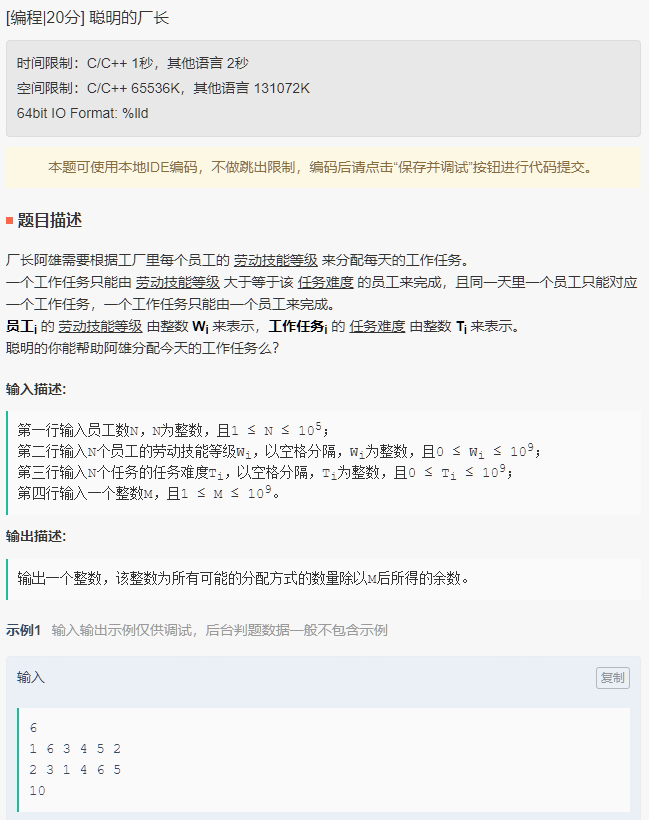 [编程|20分] 聪明的厂长
时间限制：C/C++ 1秒，其他语言 2秒
空间限制：C/C++ 65536K，其他语言 131072K
64bit IO Format: %lld
本题可使用本地IDE编码，不做跳出限制，编码后请点击“保存并调试”按钮进行代码提交。
题目描述
厂长阿雄需要根据工厂里每个员工的 劳动技能等级 来分配每天的工作任务。
一个工作任务只能由 劳动技能等级 大于等于该 任务难度 的员工来完成，且同一天里一个员工只能对应
一个工作任务，一个工作任务只能由一个员工来完成。
员工i 的 劳动技能等级 由整数 Wi 来表示，工作任务i 的 任务难度 由整数 Ti 来表示。
聪明的你能帮助阿雄分配今天的工作任务么？
输入描述：
第一行输入员工数N，N为整数，且1 ≤ N ≤ 10^5；
第二行输入N个员工的劳动技能等级Wi，以空格分隔，Wi为整数，且0 ≤ Wi ≤ 10^9；
第三行输入N个任务的任务难度Ti，以空格分隔，Ti为整数，且0 ≤ Ti ≤ 10^9；
第四行输入一个整数M，且1 ≤ M ≤ 10^9。
输出描述：
输出一个整数，该整数为所有可能的分配方式的数量除以M后所得的余数。
示例1 输入输出示例仅供调试，后台判题数据一般不包含示例
输入 复制
6
1 6 3 4 5 2
2 3 1 4 6 5
10